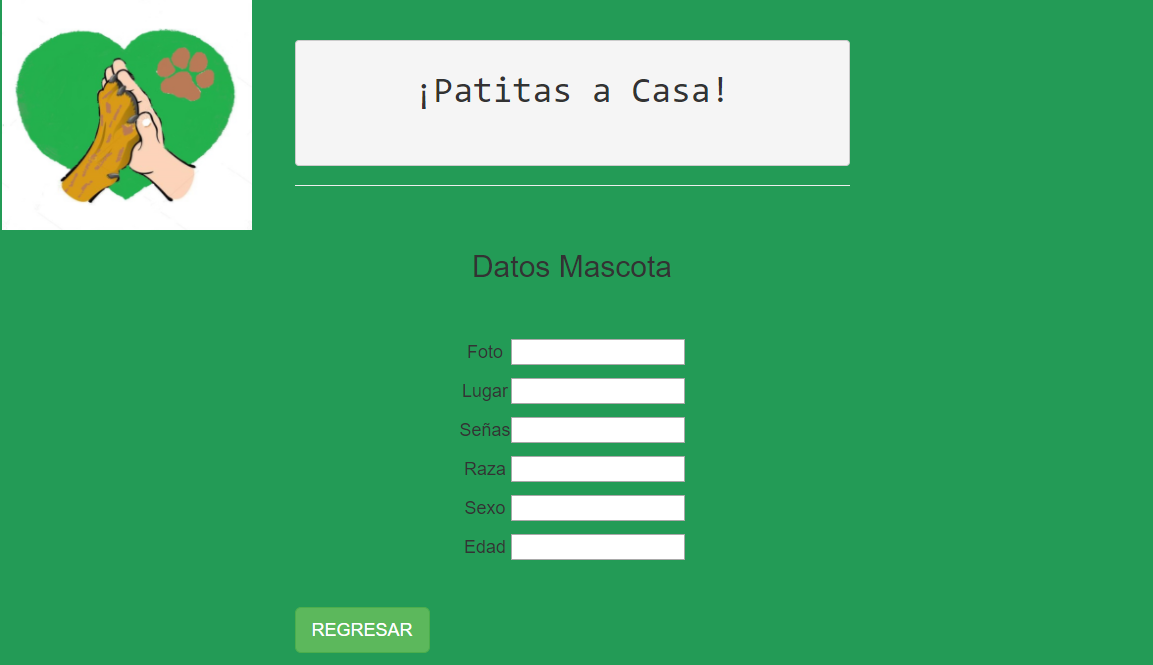 ¡Patitas a Casa!
Datos Mascota
Foto
Lugar
Señas
Raza
Sexo
Edad
REGRESAR